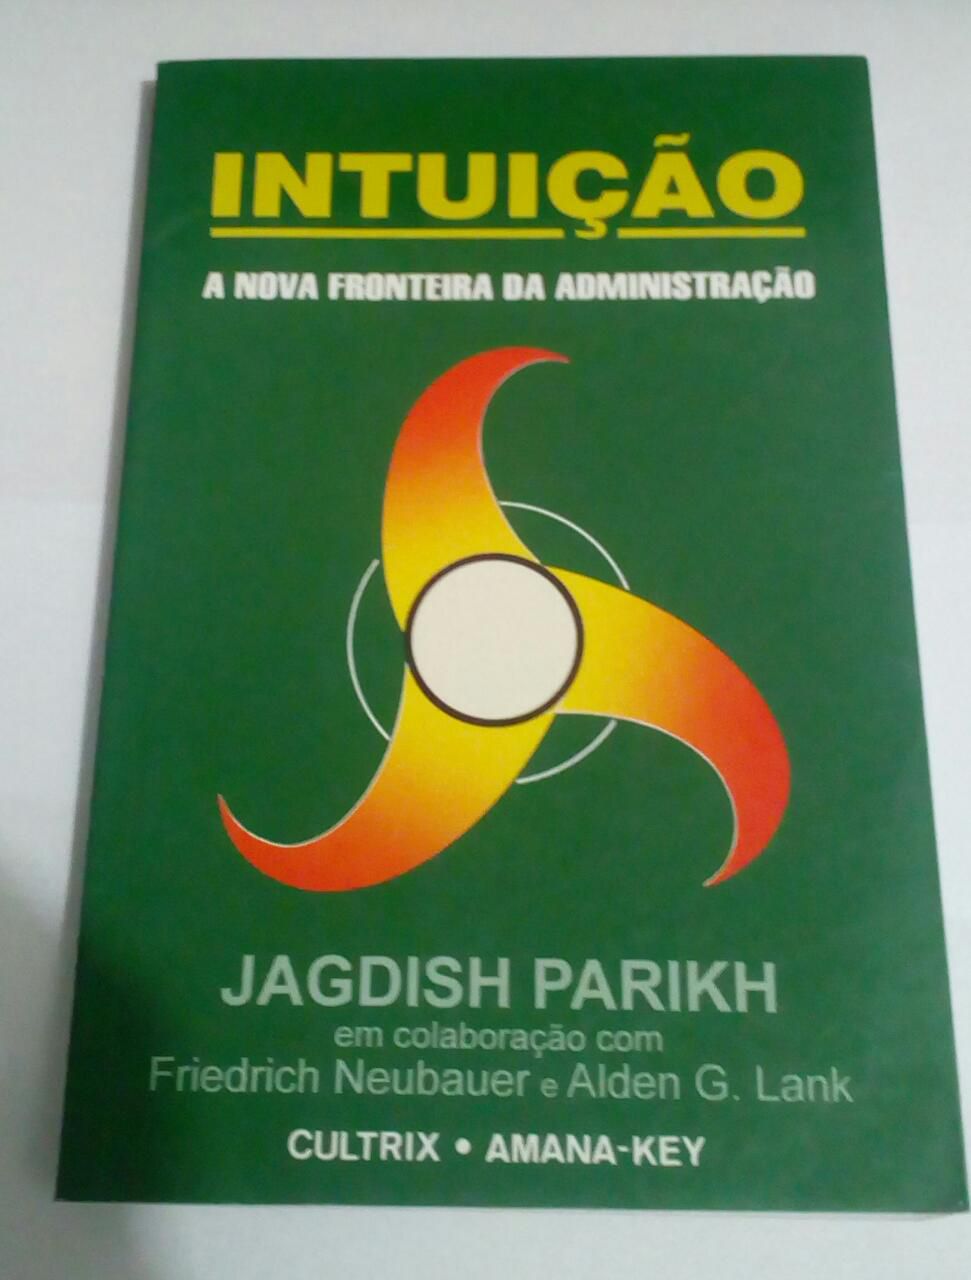 INTUIÇÃO
A NOVA FRONTEIRA DA ADMINISTRAÇÃO
JAGDISH PARIKH
em colaboração com
Friedrich Neubauer e Alden G. Lank
CULTRIX • AMANA-KEY